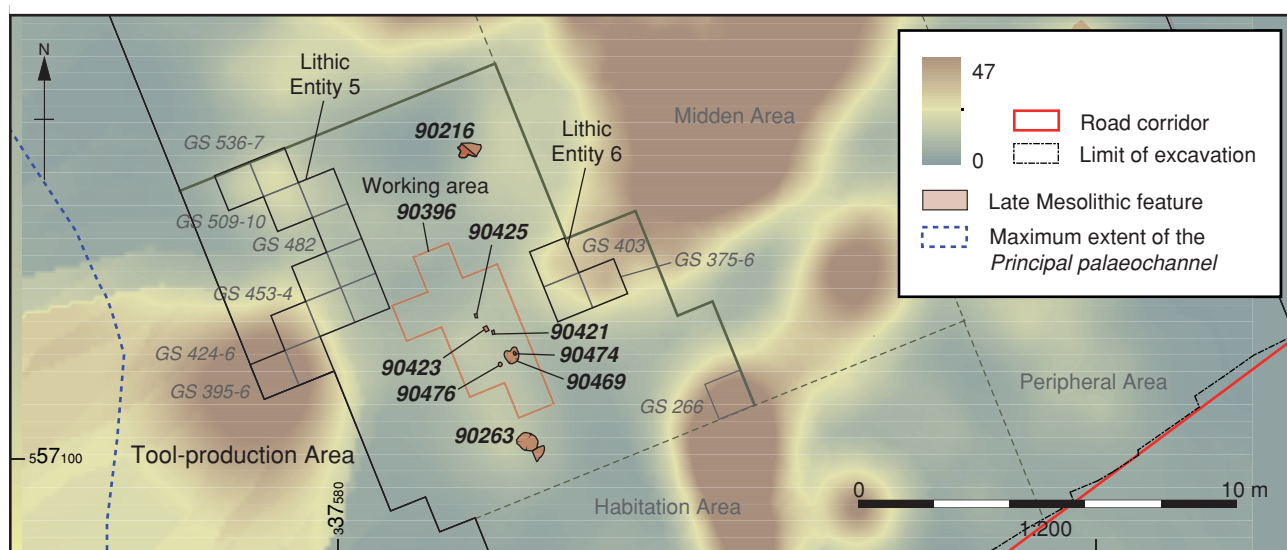 N
Lithic
Entity 5
GS 536-7
90216
Lithic
Entity 6
Midden Area
47
0
Road corridor
Limit of excavation
Late Mesolithic feature
Maximum extent of the
Principal palaeochannel
Working area
90396
GS 509-10
GS 482
90425
GS 403
GS 375-6
GS 453-4
90421
90474
GS 424-6
90423
90469
GS 395-6
90476
Peripheral Area
GS 266
90263
Tool-production Area
557100
337580
Habitation Area
0
10 m
1:200